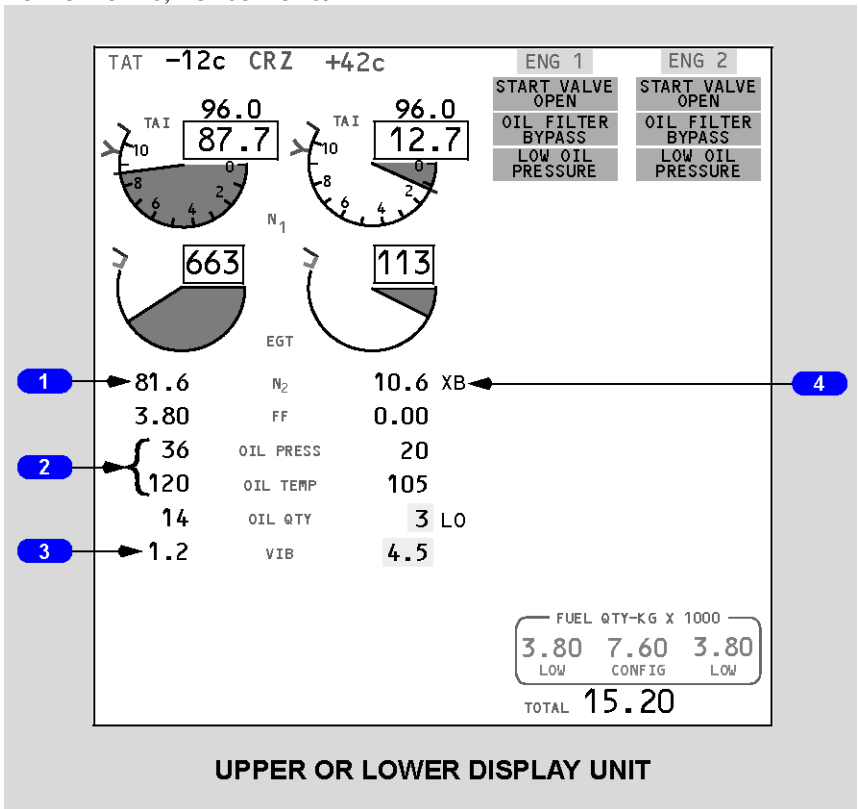 TAT -12c CRZ +42c ENG 1 ENG 2
START VALVE OPEN START VALVE OPEN
OIL FILTER BYPASS OIL FILTER BYPASS
LOW OIL PRESSURE LOW OIL PRESSURE
TAI 96.0 TAI 96.0
87.7 12.7
10 8 6 4 2 0 10 8 6 4 2 0
N1
663 113
EGT
1 81.6 N2 10.6 XB 4
3.80 FF 0.00
36 OIL PRESS 20
2
120 OIL TEMP 105
14 OIL QTY 3 LO
3 1.2 VIB 4.5
FUEL QTY-KG X 1000
3.80 7.60 3.80
LOW CONFIG LOW
TOTAL 15.20
UPPER OR LOWER DISPLAY UNIT